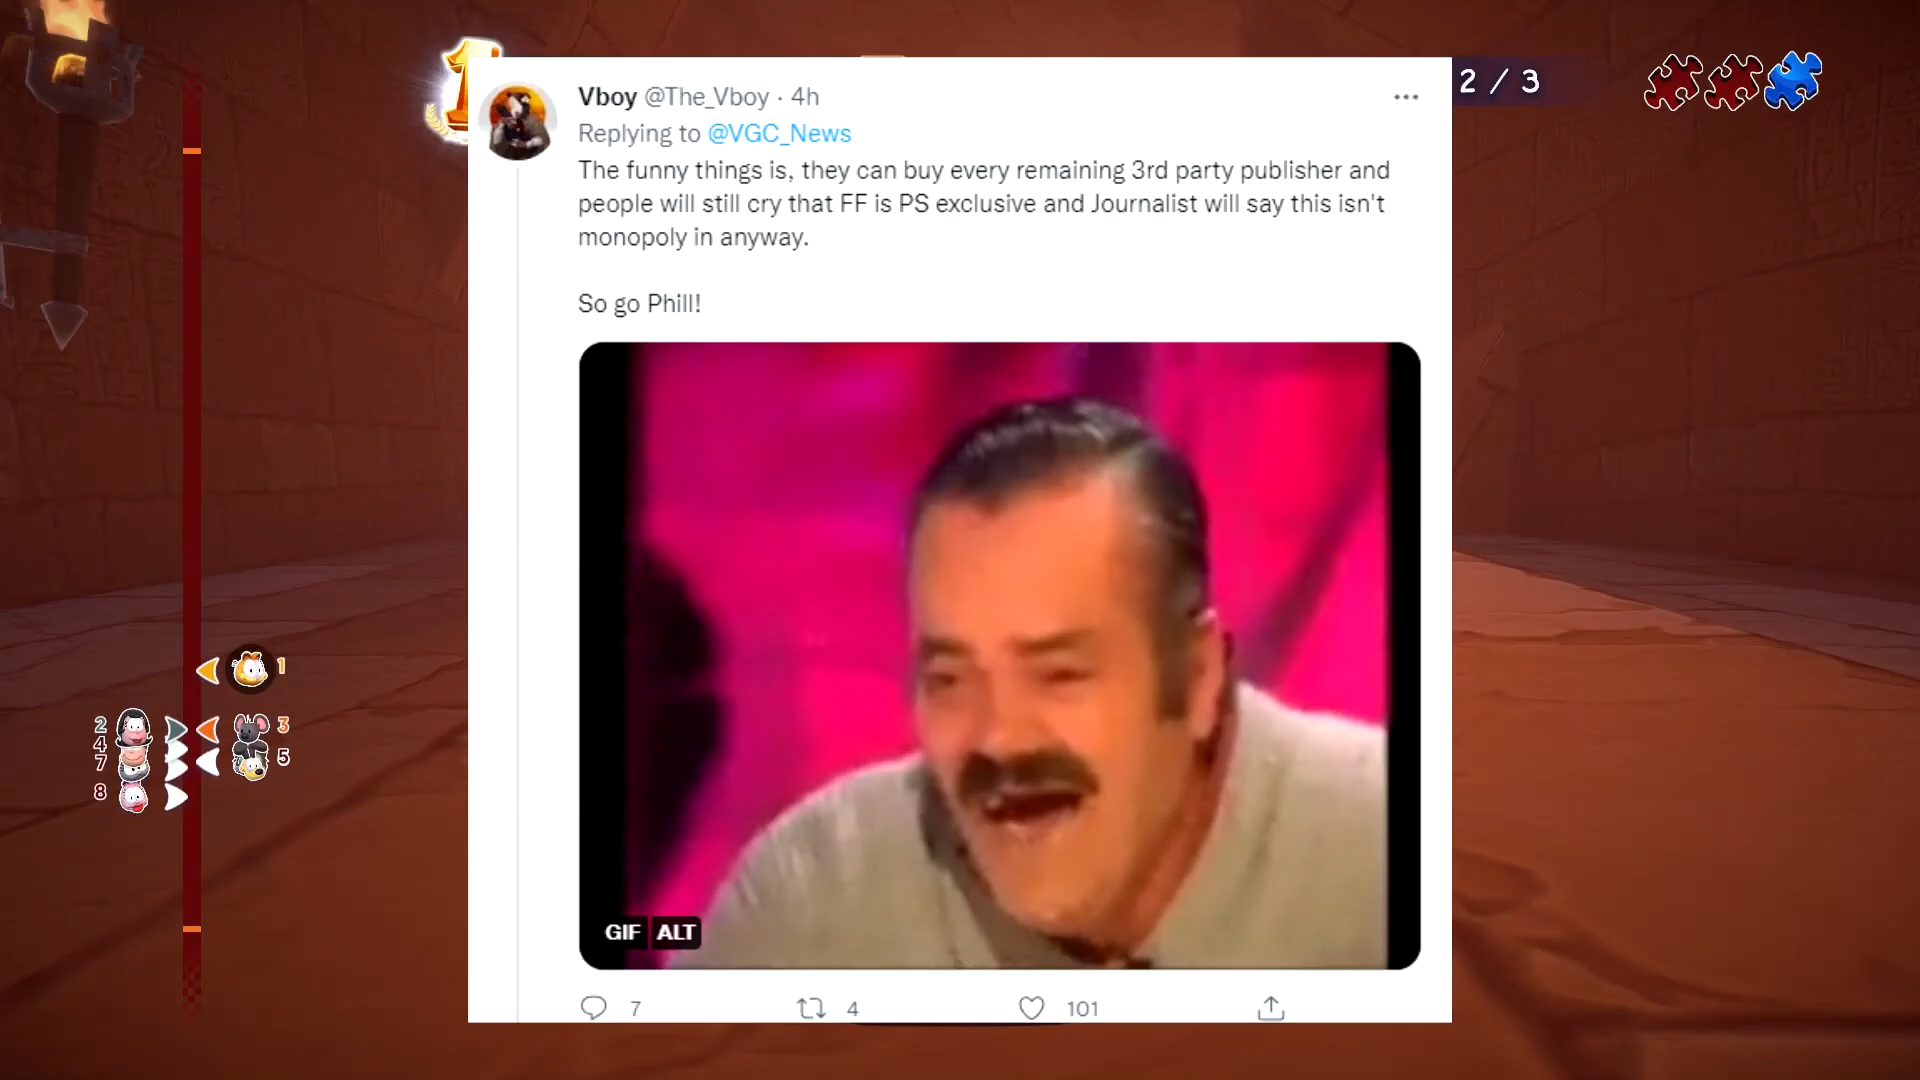 1
2 / 3
Vboy @The_Vboy · 4h
Replying to @VGC_News
The funny things is, they can buy every remaining 3rd party publisher and
people will still cry that FF is PS exclusive and Journalist will say this isn't
monopoly in anyway.
So go Phill!
1
2
3
4
7
5
8
GIF ALT
7
4
101